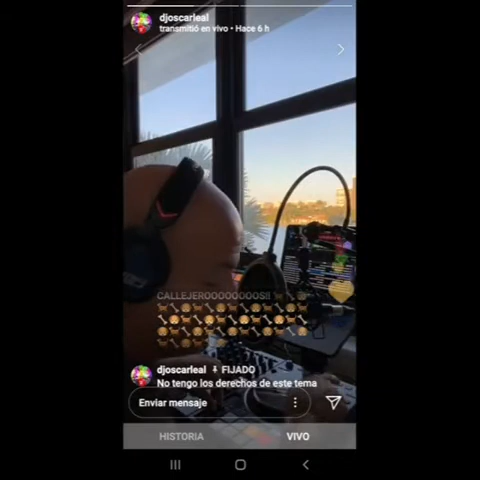 djoscarleal
transmitió en vivo • Hace 6 h
CALLEJEROOOOOOOOS!!
djoscarleal FIJADO
No tengo los derechos de este tema
Enviar mensaje
HISTORIA VIVO